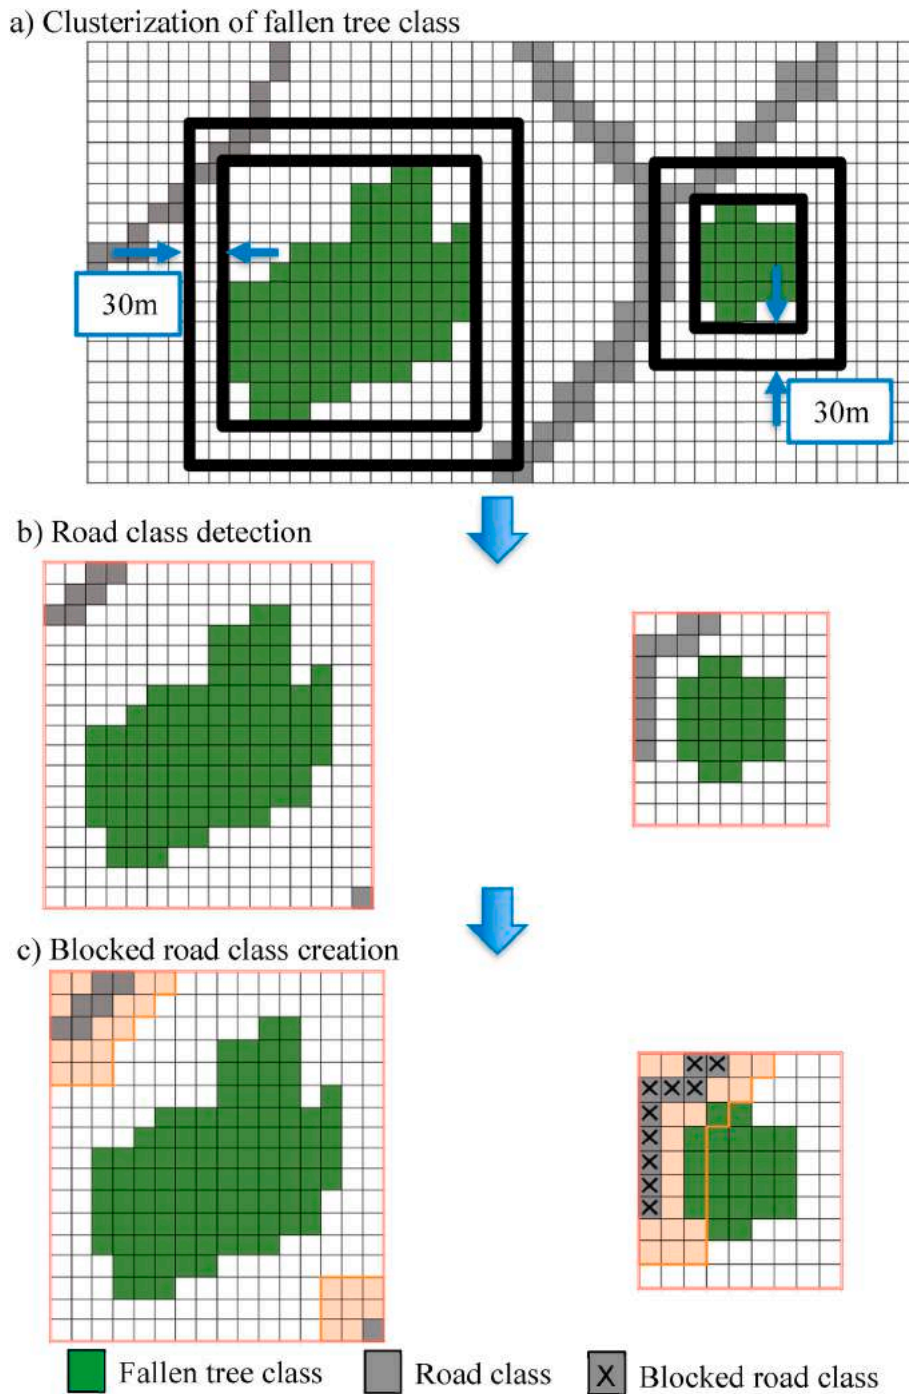 a) Clusterization of fallen tree class
30m
30m
b) Road class detection
c) Blocked road class creation
Fallen tree class
Road class
Blocked road class